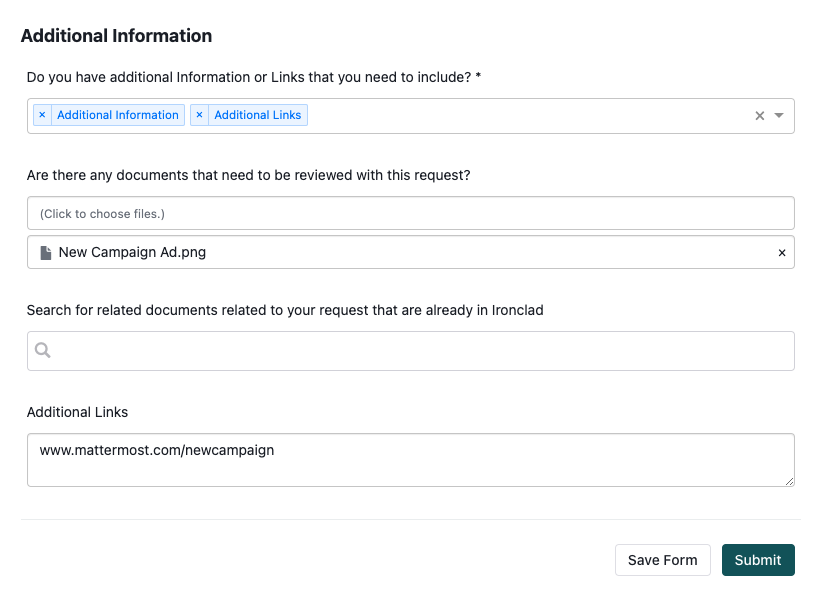 Additional Information
Do you have additional Information or Links that you need to include? *
× Additional Information × Additional Links ×
Are there any documents that need to be reviewed with this request?
(Click to choose files.)
New Campaign Ad.png ×
Search for related documents related to your request that are already in Ironclad
Additional Links
www.mattermost.com/newcampaign
Save Form Submit